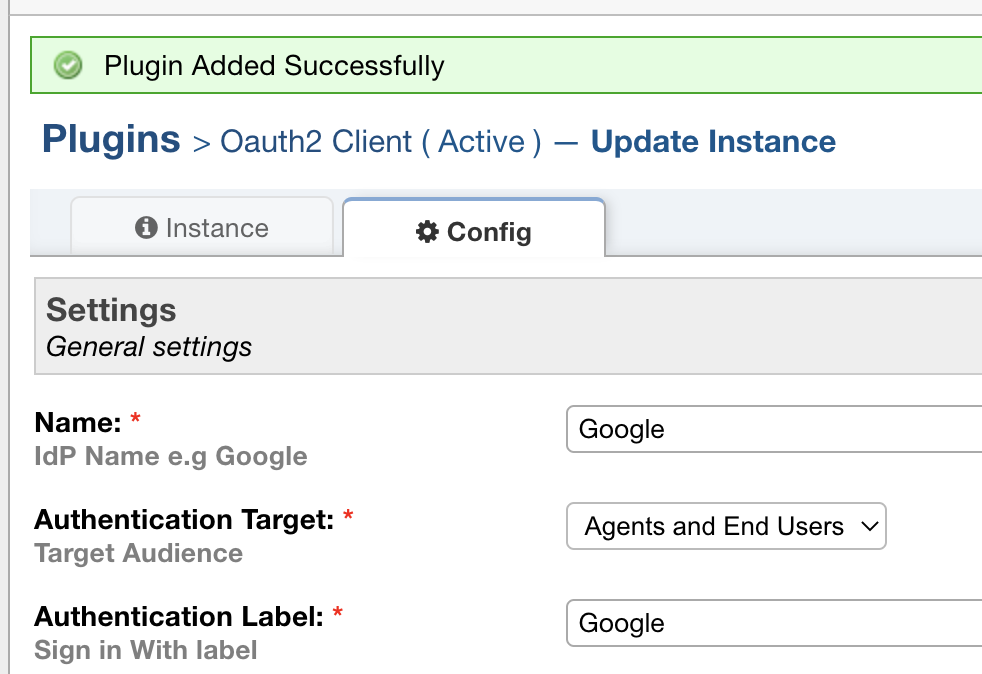 Plugin Added Successfully
Plugins > Oauth2 Client ( Active ) — Update Instance
Instance
Config
Settings
General settings
Name: *
Google
IdP Name e.g Google
Authentication Target: *
Agents and End Users
Target Audience
Authentication Label: *
Google
Sign in With label